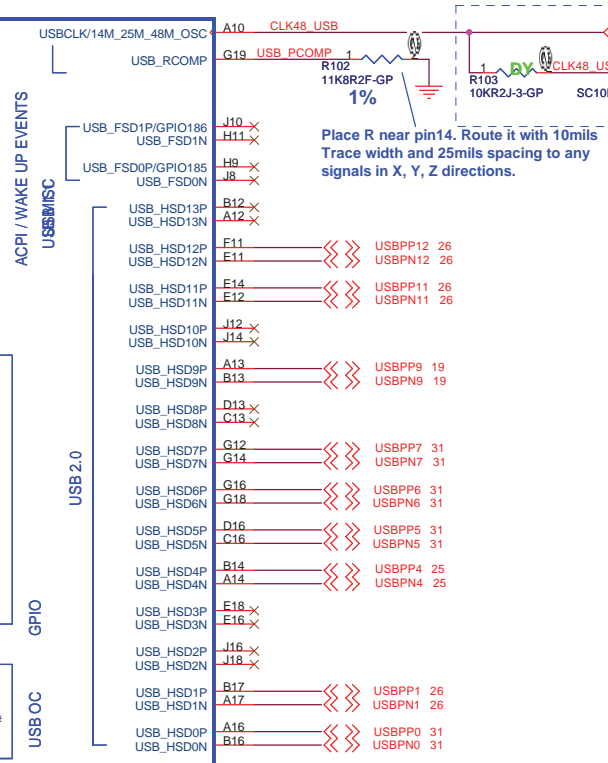 USBCLK/14M_25M_48M_OSC A10 CLK48_USB
USB_RCOMP G19 USB_PCOMP 1 2
R102
11K8R2F-GP
1%
1 DY 2 CLK48_US
R103
10KR2J-3-GP SC10
Place R near pin14. Route it with 10mils
Trace width and 25mils spacing to any
signals in X, Y, Z directions.
ACPI / WAKE UP EVENTS
USB 2.0
GPIO
USB OC
USB_FSD1P/GPIO186 J10
USB_FSD1N H11
USB_FSD0P/GPIO185 H9
USB_FSD0N J8
USB_HSD13P B12
USB_HSD13N A12
USB_HSD12P F11 USBPP12 26
USB_HSD12N E11 USBPN12 26
USB_HSD11P E14 USBPP11 26
USB_HSD11N E12 USBPN11 26
USB_HSD10P J12
USB_HSD10N J14
USB_HSD9P A13 USBPP9 19
USB_HSD9N B13 USBPN9 19
USB_HSD8P D13
USB_HSD8N C13
USB_HSD7P G12 USBPP7 31
USB_HSD7N G14 USBPN7 31
USB_HSD6P G16 USBPP6 31
USB_HSD6N G18 USBPN6 31
USB_HSD5P D16 USBPP5 31
USB_HSD5N C16 USBPN5 31
USB_HSD4P B14 USBPP4 25
USB_HSD4N A14 USBPN4 25
USB_HSD3P E18
USB_HSD3N E16
USB_HSD2P J16
USB_HSD2N J18
USB_HSD1P B17 USBPP1 26
USB_HSD1N A17 USBPN1 26
USB_HSD0P A16 USBPP0 31
USB_HSD0N B16 USBPN0 31